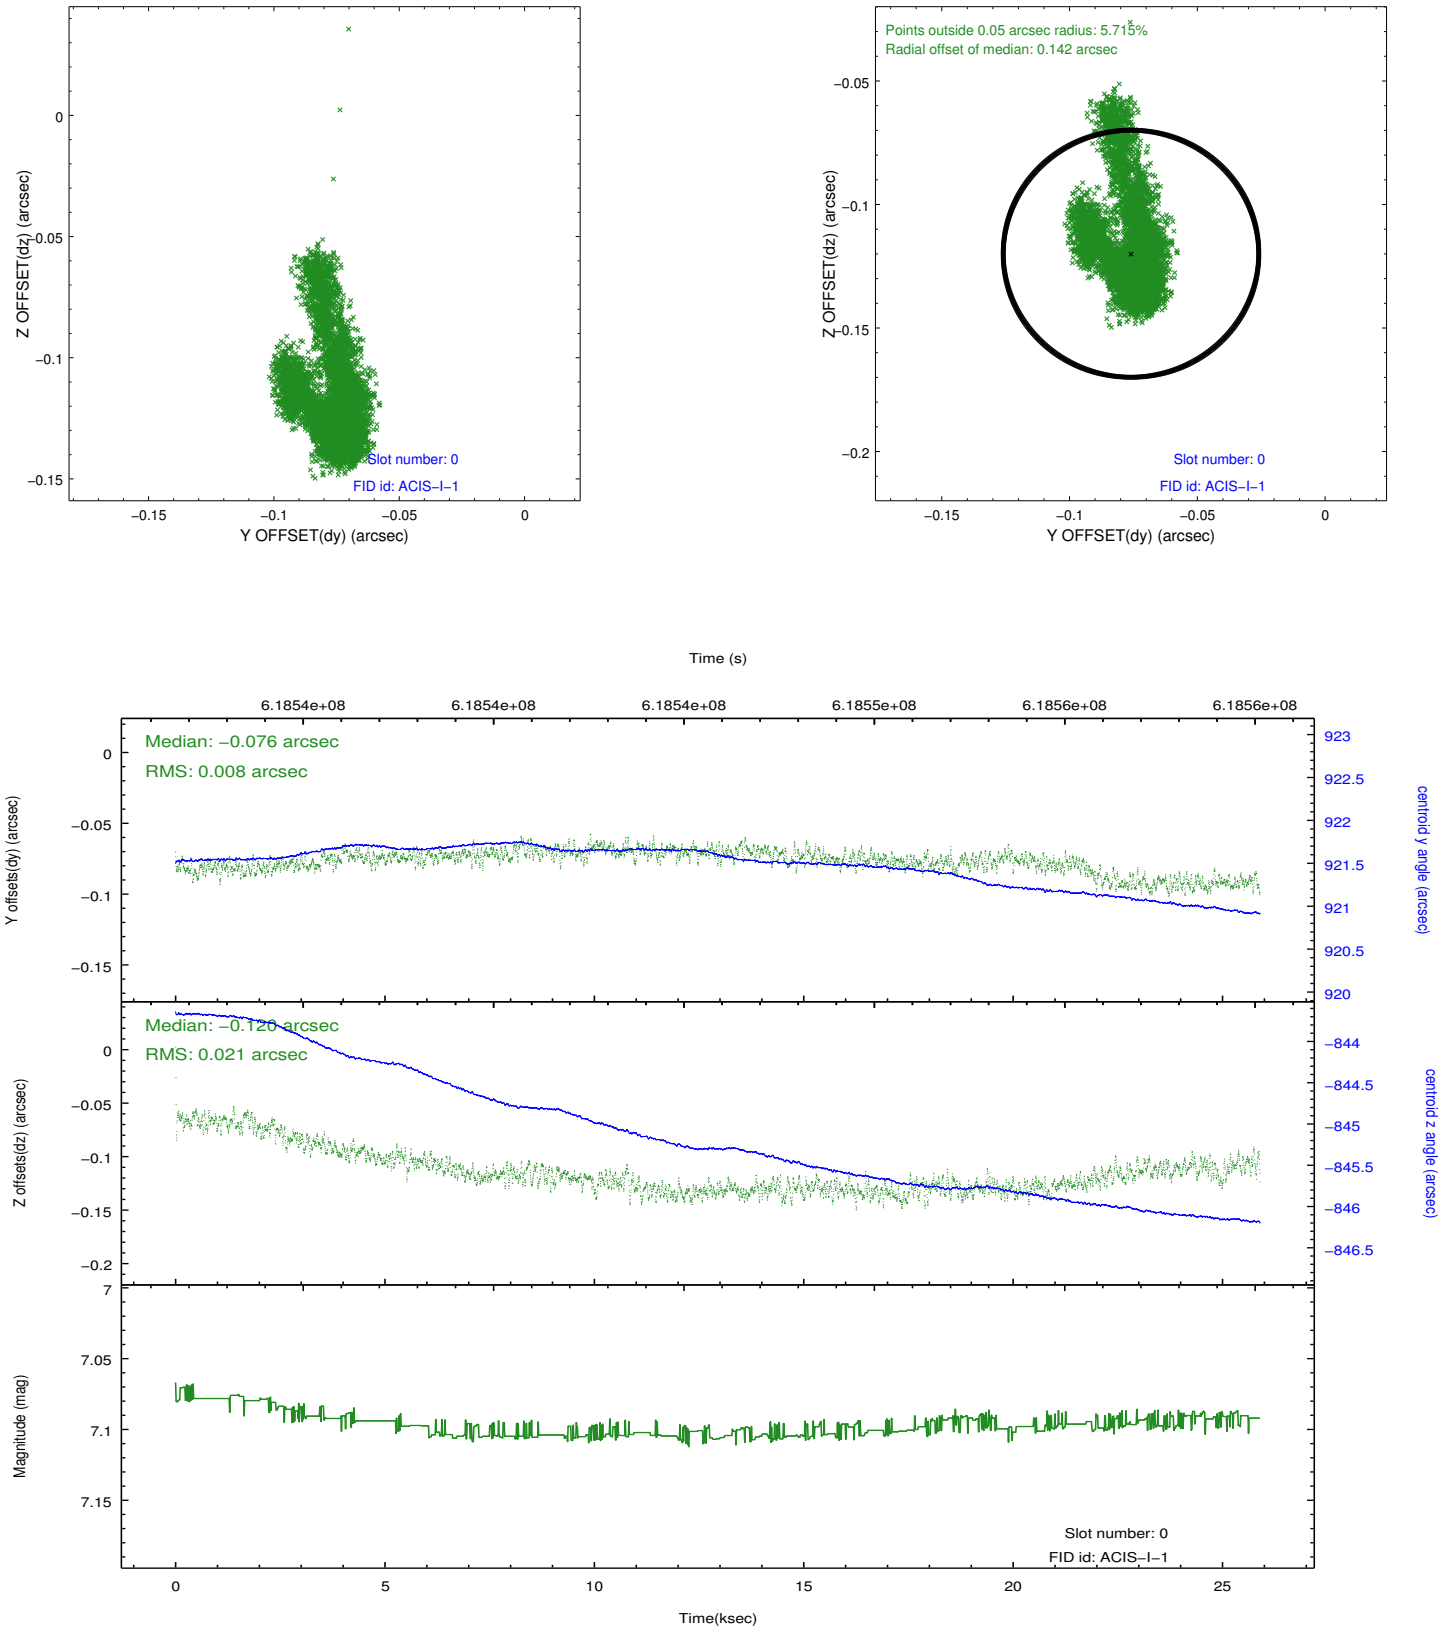 Z OFFSET(dz) (arcsec)
0
−0.05
−0.1
−0.15
−0.15
−0.1
−0.05
0
Y OFFSET(dy) (arcsec)
Slot number: 0
FID id: ACIS−I−1
Points outside 0.05 arcsec radius: 5.715%
Radial offset of median: 0.142 arcsec
Z OFFSET(dz) (arcsec)
−0.05
−0.1
−0.15
−0.2
−0.15
−0.1
−0.05
0
Y OFFSET(dy) (arcsec)
Slot number: 0
FID id: ACIS−I−1
Time (s)
6.1854e+08
6.1854e+08
6.1854e+08
6.1855e+08
6.1856e+08
6.1856e+08
Median: −0.076 arcsec
RMS: 0.008 arcsec
Y offsets(dy) (arcsec)
0
−0.05
−0.1
−0.15
923
922.5
922
921.5
921
920.5
920
centroid y angle (arcsec)
Median: −0.120 arcsec
RMS: 0.021 arcsec
Z offsets(dz) (arcsec)
0
−0.05
−0.1
−0.15
−0.2
−844
−844.5
−845
−845.5
−846
−846.5
centroid z angle (arcsec)
Magnitude (mag)
7
7.05
7.1
7.15
Slot number: 0
FID id: ACIS−I−1
0
5
10
15
20
25
Time(ksec)